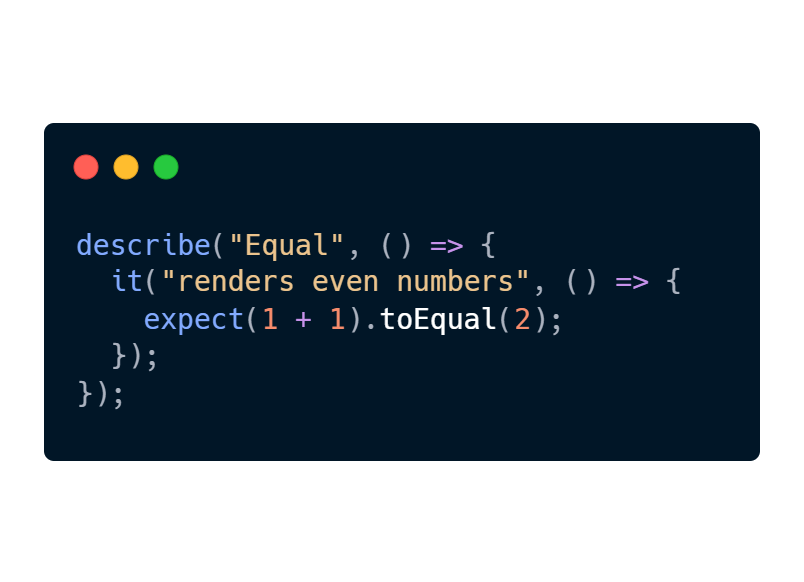 describe("Equal", () => {
  it("renders even numbers", () => {
    expect(1 + 1).toEqual(2);
  });
});